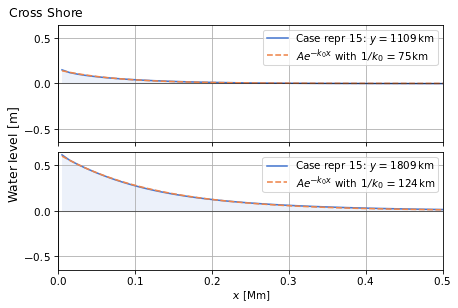 Cross Shore
Water level [m]
0.5
0.0
−0.5
Case repr 15: y = 1109 km
Ae^{−k₀x} with 1/k₀ = 75 km
0.5
0.0
−0.5
Case repr 15: y = 1809 km
Ae^{−k₀x} with 1/k₀ = 124 km
0.0 0.1 0.2 0.3 0.4 0.5
x [Mm]